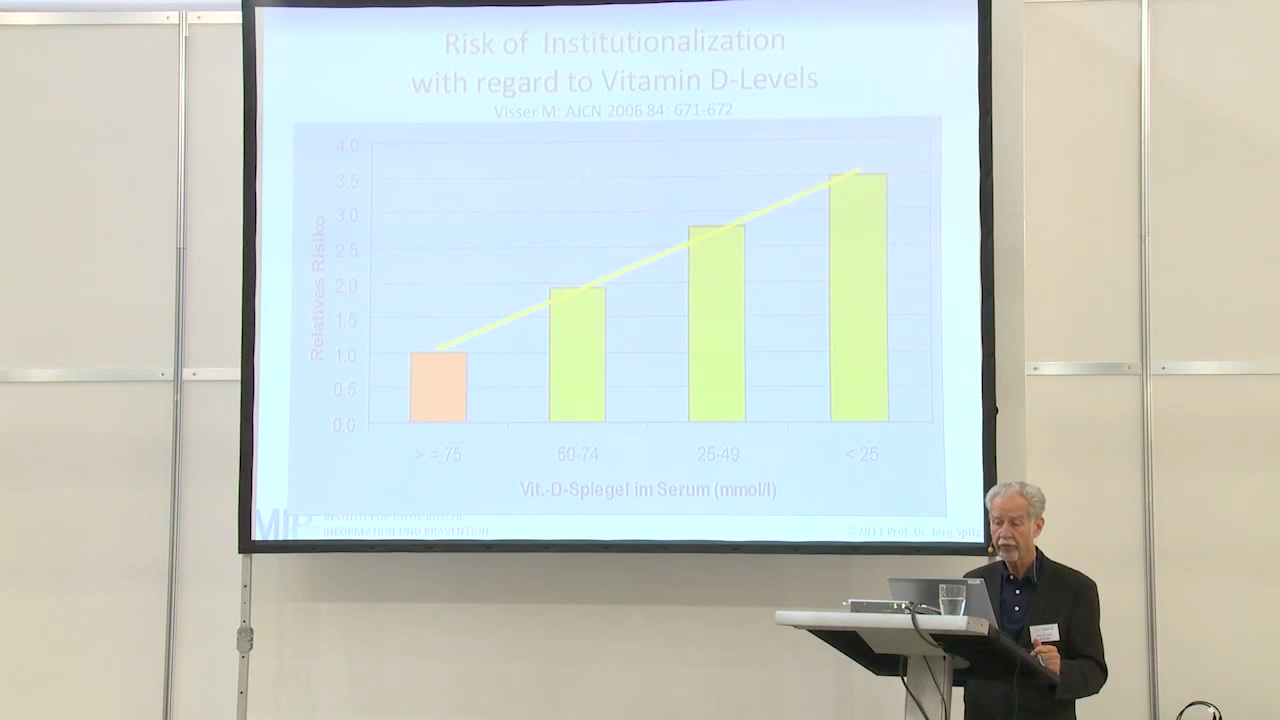 Risk of Institutionalization
with regard to Vitamin D-Levels
Visser M: AJCN 2006 84: 671-672
4.0
3.5
3.0
2.5
2.0
1.5
1.0
0.5
0.0
Relatives Risiko
> = 75 50-74 25-49 < 25
Vit.-D-Spiegel im Serum (mmol/l)
MIP
INSTITUT FÜR MEDIZINISCHE
INFORMATION UND PRÄVENTION
©2011 Prof. Dr. Jörg Spitz